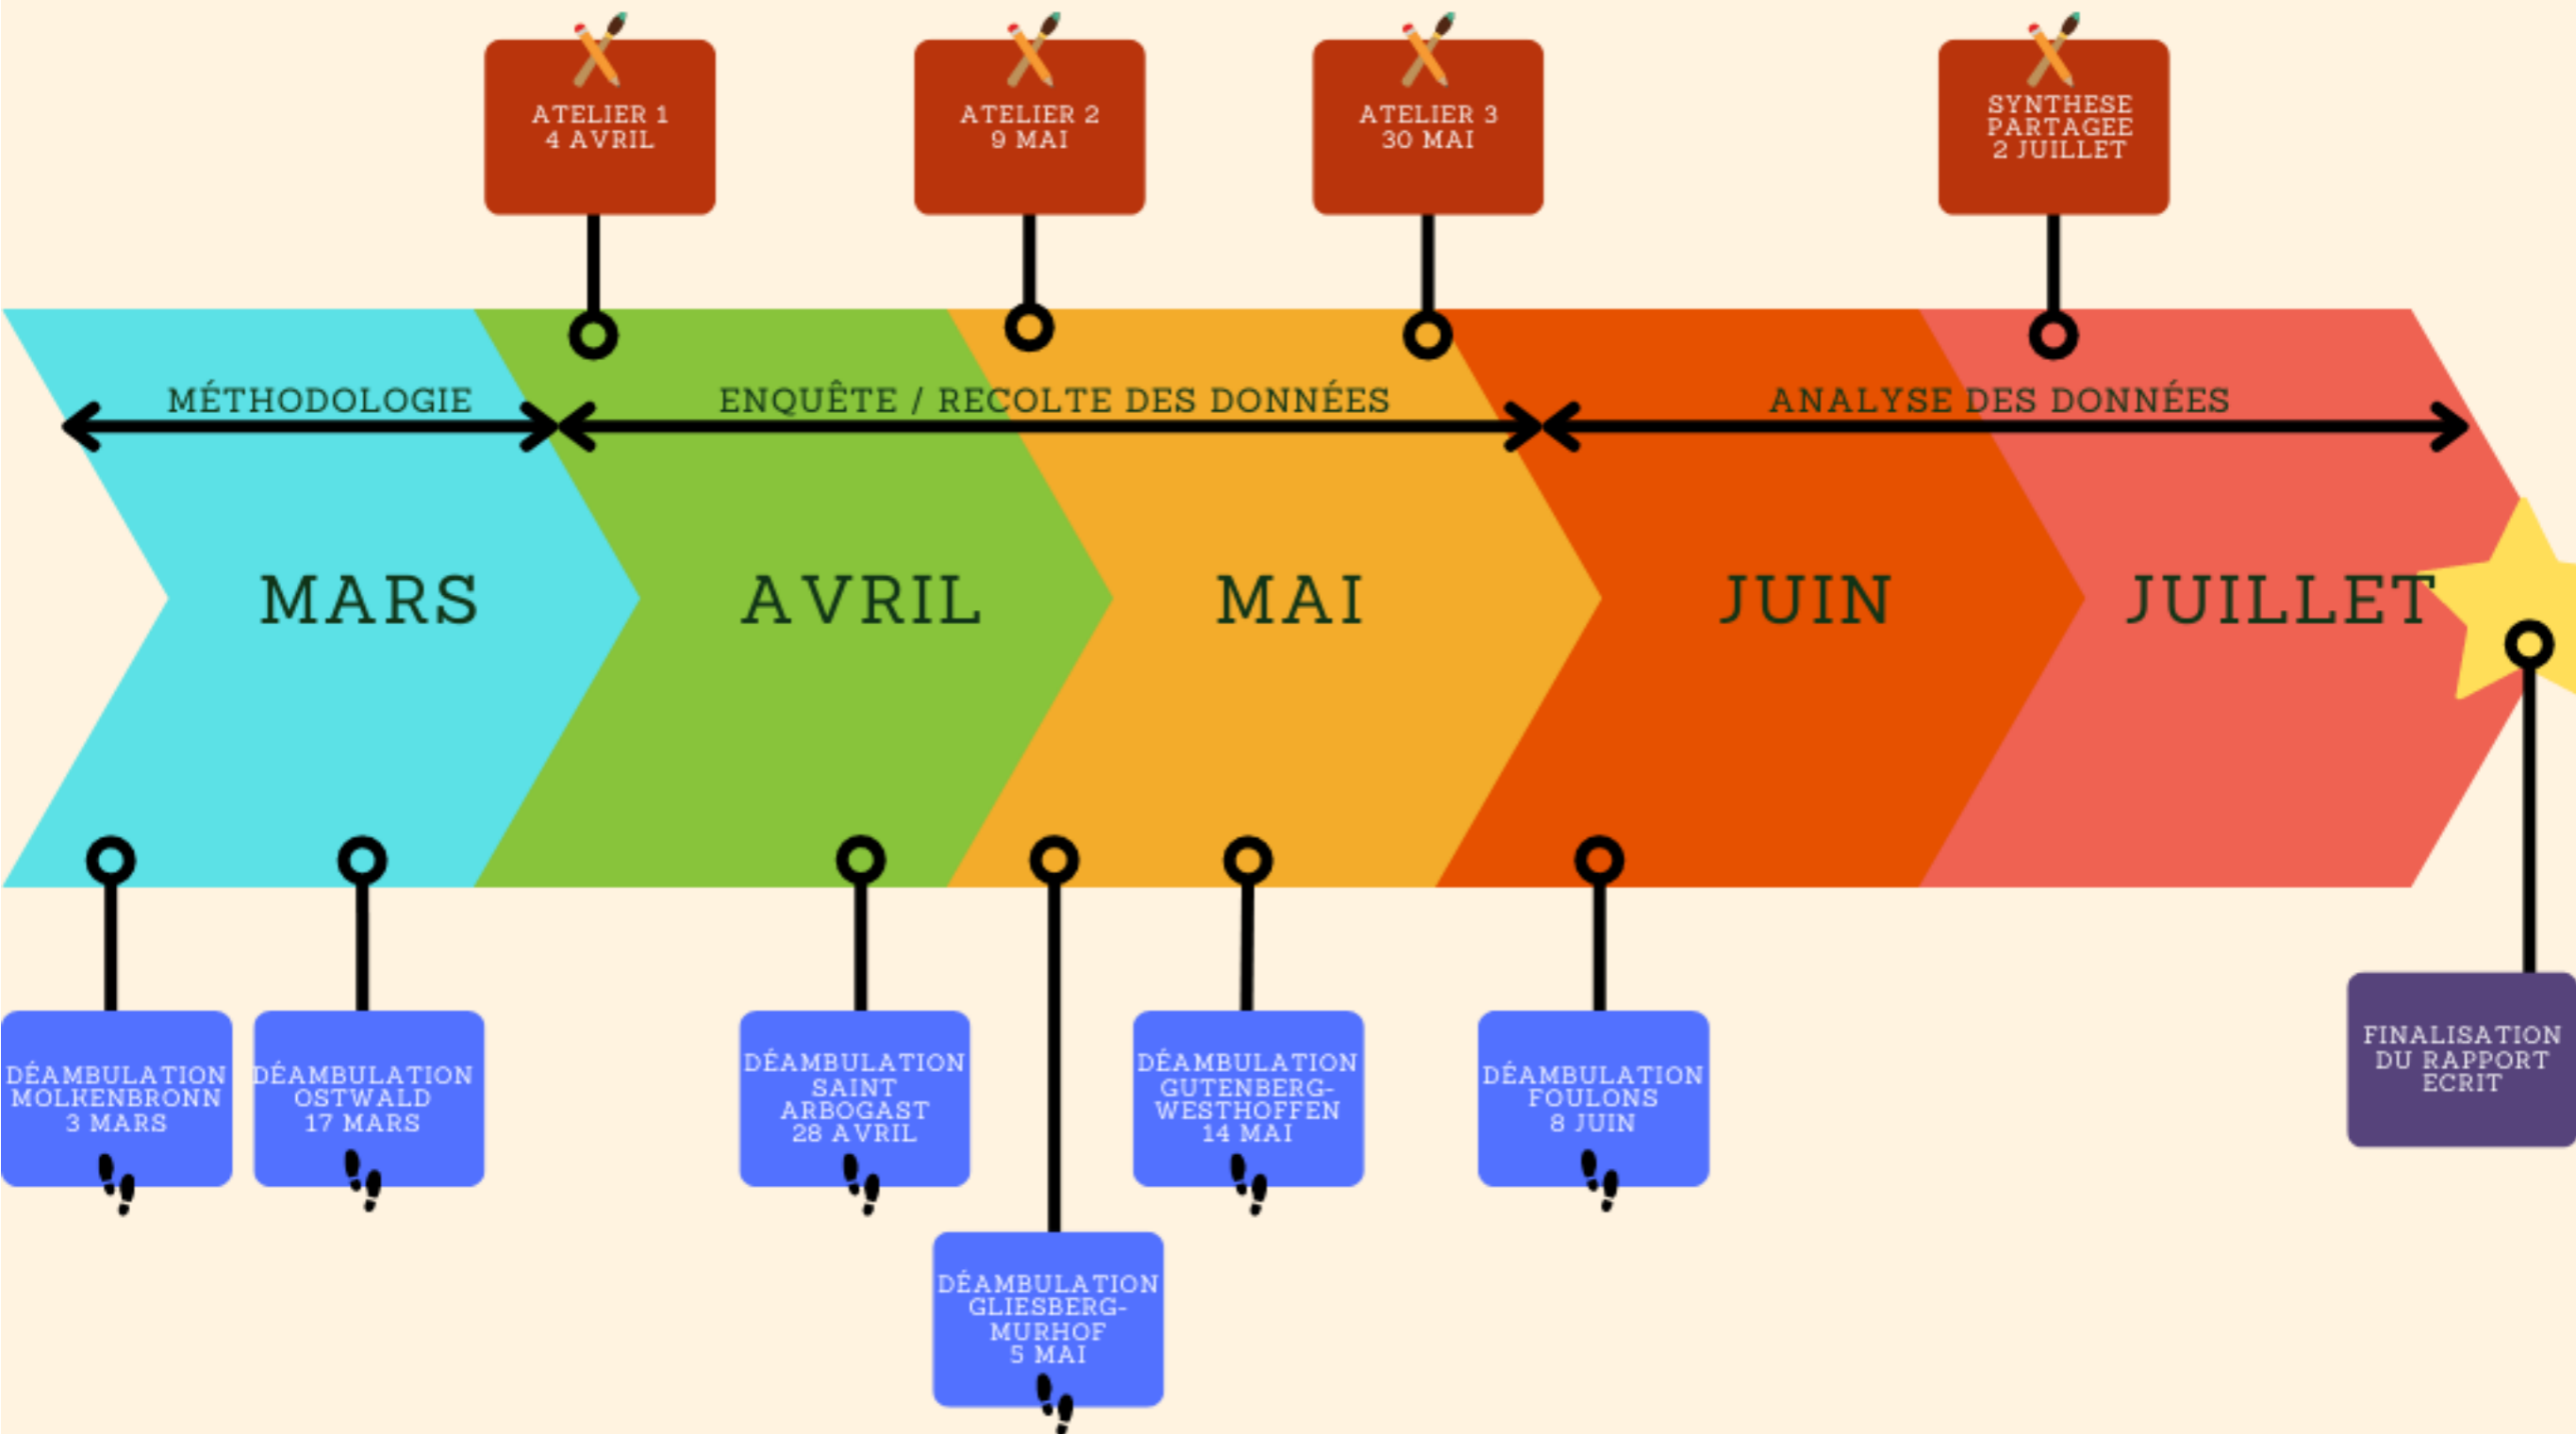 ATELIER 1
4 AVRIL
ATELIER 2
9 MAI
ATELIER 3
30 MAI
SYNTHESE
PARTAGEE
2 JUILLET
MÉTHODOLOGIE
ENQUÊTE / RECOLTE DES DONNÉES
ANALYSE DES DONNÉES
MARS
AVRIL
MAI
JUIN
JUILLET
DÉAMBULATION
MOLKENBRONN
3 MARS
DÉAMBULATION
OSTWALD
17 MARS
DÉAMBULATION
SAINT
ARBOGAST
28 AVRIL
DÉAMBULATION
GLIESBERG-
MURHOF
5 MAI
DÉAMBULATION
GUTENBERG-
WESTHOFFEN
14 MAI
DÉAMBULATION
FOULONS
8 JUIN
FINALISATION
DU RAPPORT
ECRIT